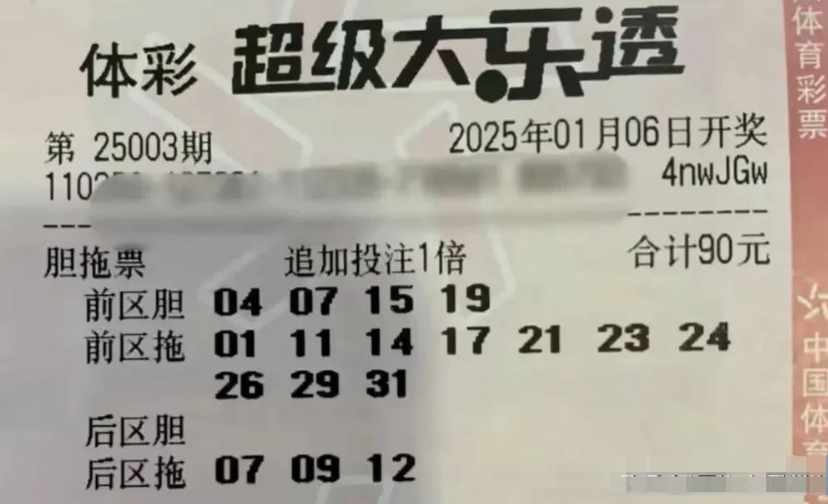 体彩 超级大乐透
第 25003期 2025年01月06日开奖
4nwJGw
胆拖票 追加投注1倍 合计90元
前区胆 04 07 15 19
前区拖 01 11 14 17 21 23 24
26 29 31
后区胆
后区拖 07 09 12
体育彩票
中国体育